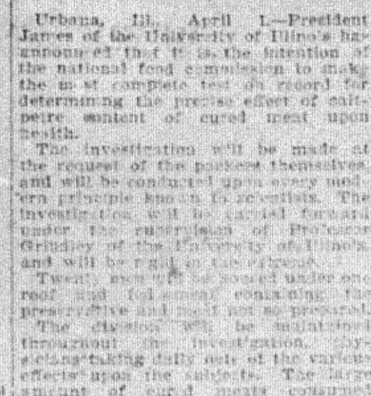 Urbana, Ill., April 1.—President
James of the University of Illino's has
announced that it is the intention of
the national food commission to make
the most complete test on record for
determining the precise effect of salt-
petre content of cured meat upon
health.
The investigation will be made at
the request of the packers themselves
and will be conducted upon every mod-
ern principle known to scientists. The
investigation will be carried forward
under the supervision of Professor
Grindley of the University of Illino's
and will be rigid in the extreme.
Twenty men will be housed under one
roof and fed meat containing the
preservative and meat not so prepared.
The division will be maintained
throughout the investigation, phy-
sicians taking daily note of the various
effects upon the subjects. The large
amount of cured meats consumed